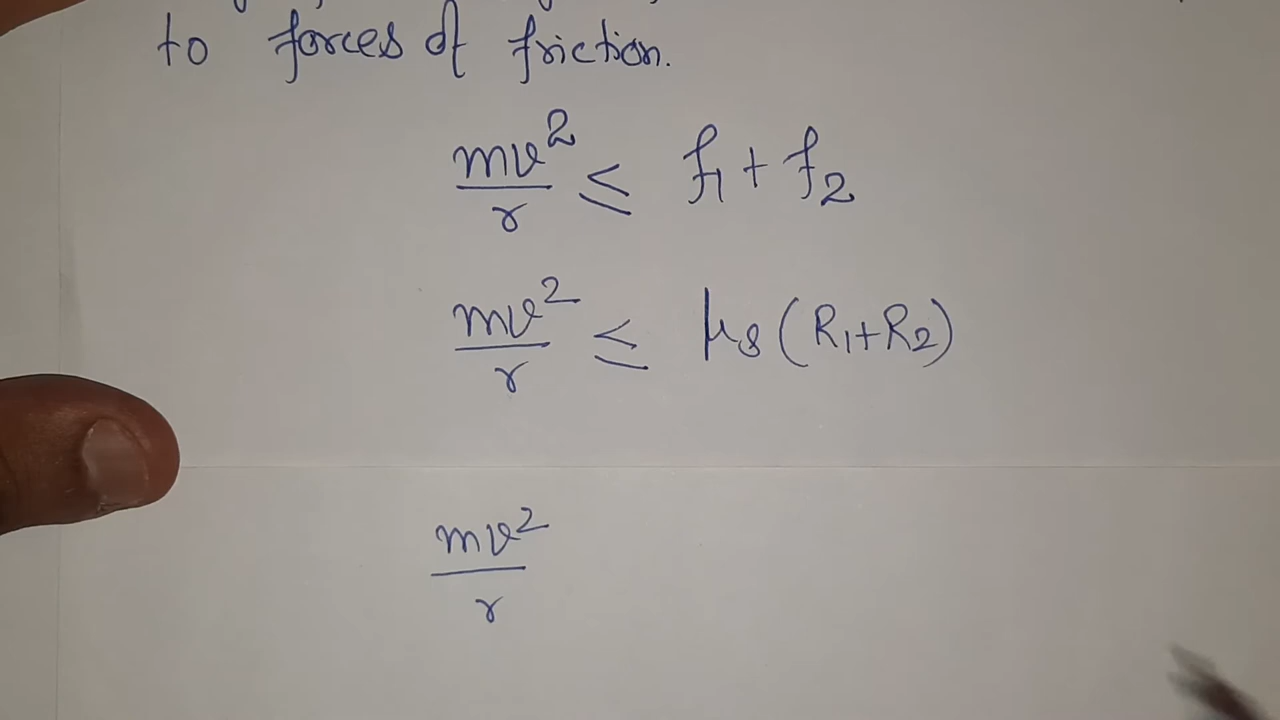 to forces of friction.
mv²/r ≤ f₁ + f₂
mv²/r ≤ μs (R₁+R₂)
mv²/r